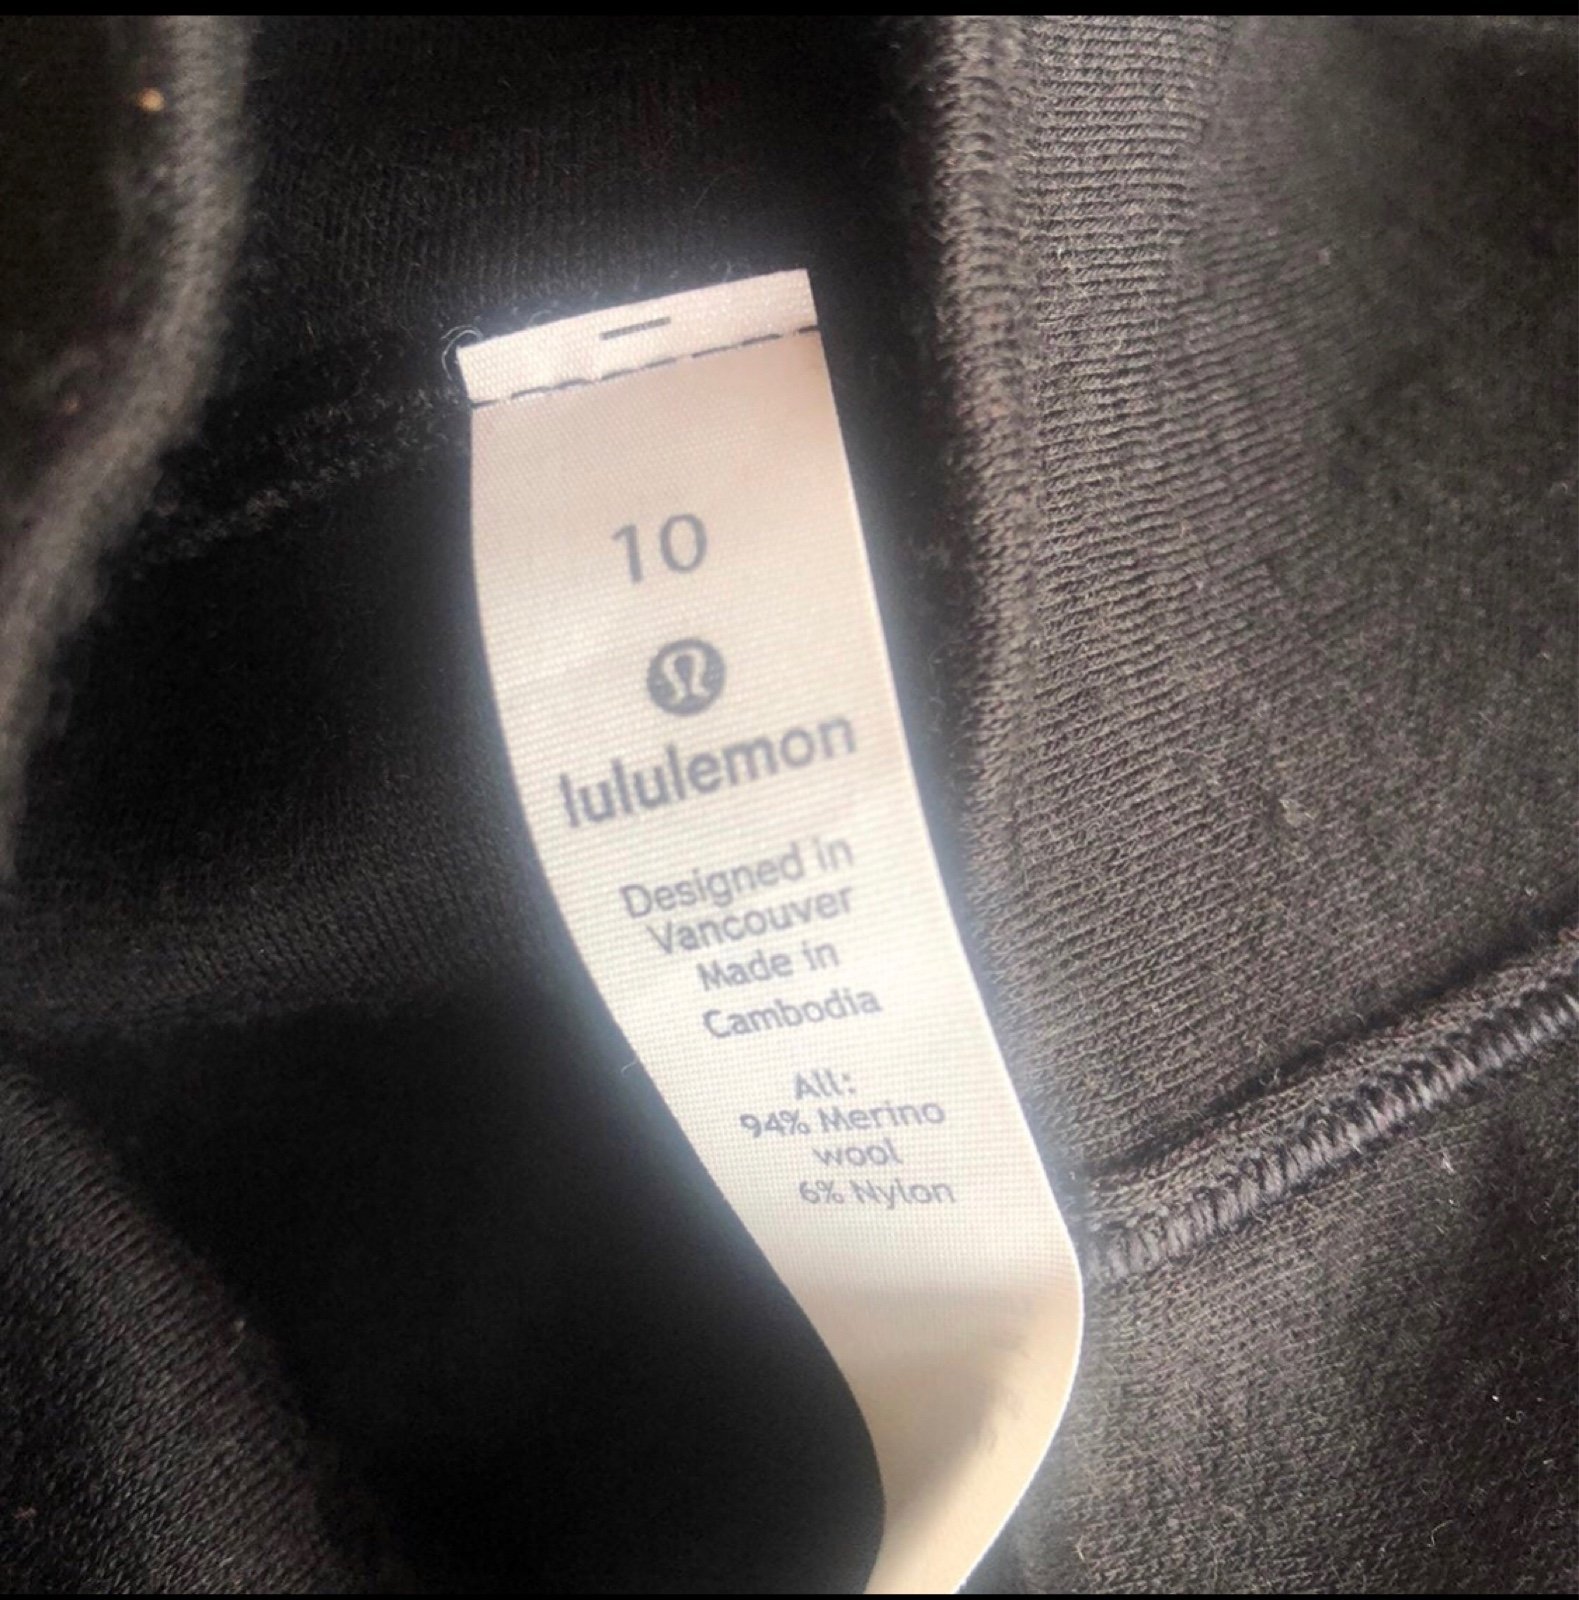 10
lululemon
Designed in
Vancouver
Made in
Cambodia
All:
94% Merino
wool
6% Nylon